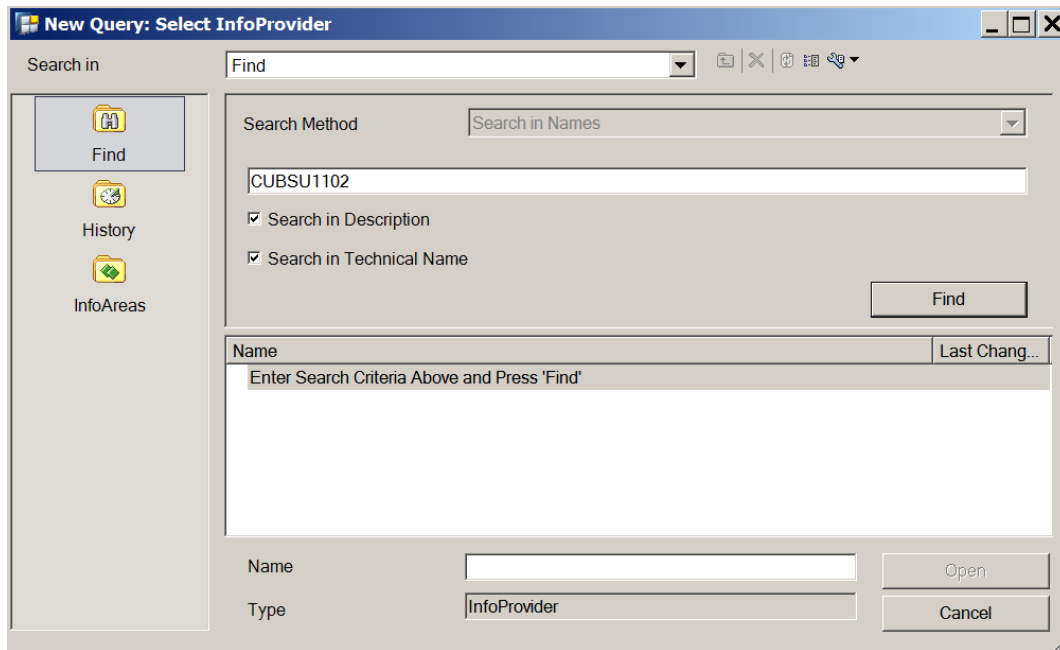 New Query: Select InfoProvider
Search in
Find
Find
History
InfoAreas
Search Method
Search in Names
CUBSU1102
Search in Description
Search in Technical Name
Find
Name
Last Chang...
Enter Search Criteria Above and Press 'Find'
Name
Open
Type
InfoProvider
Cancel